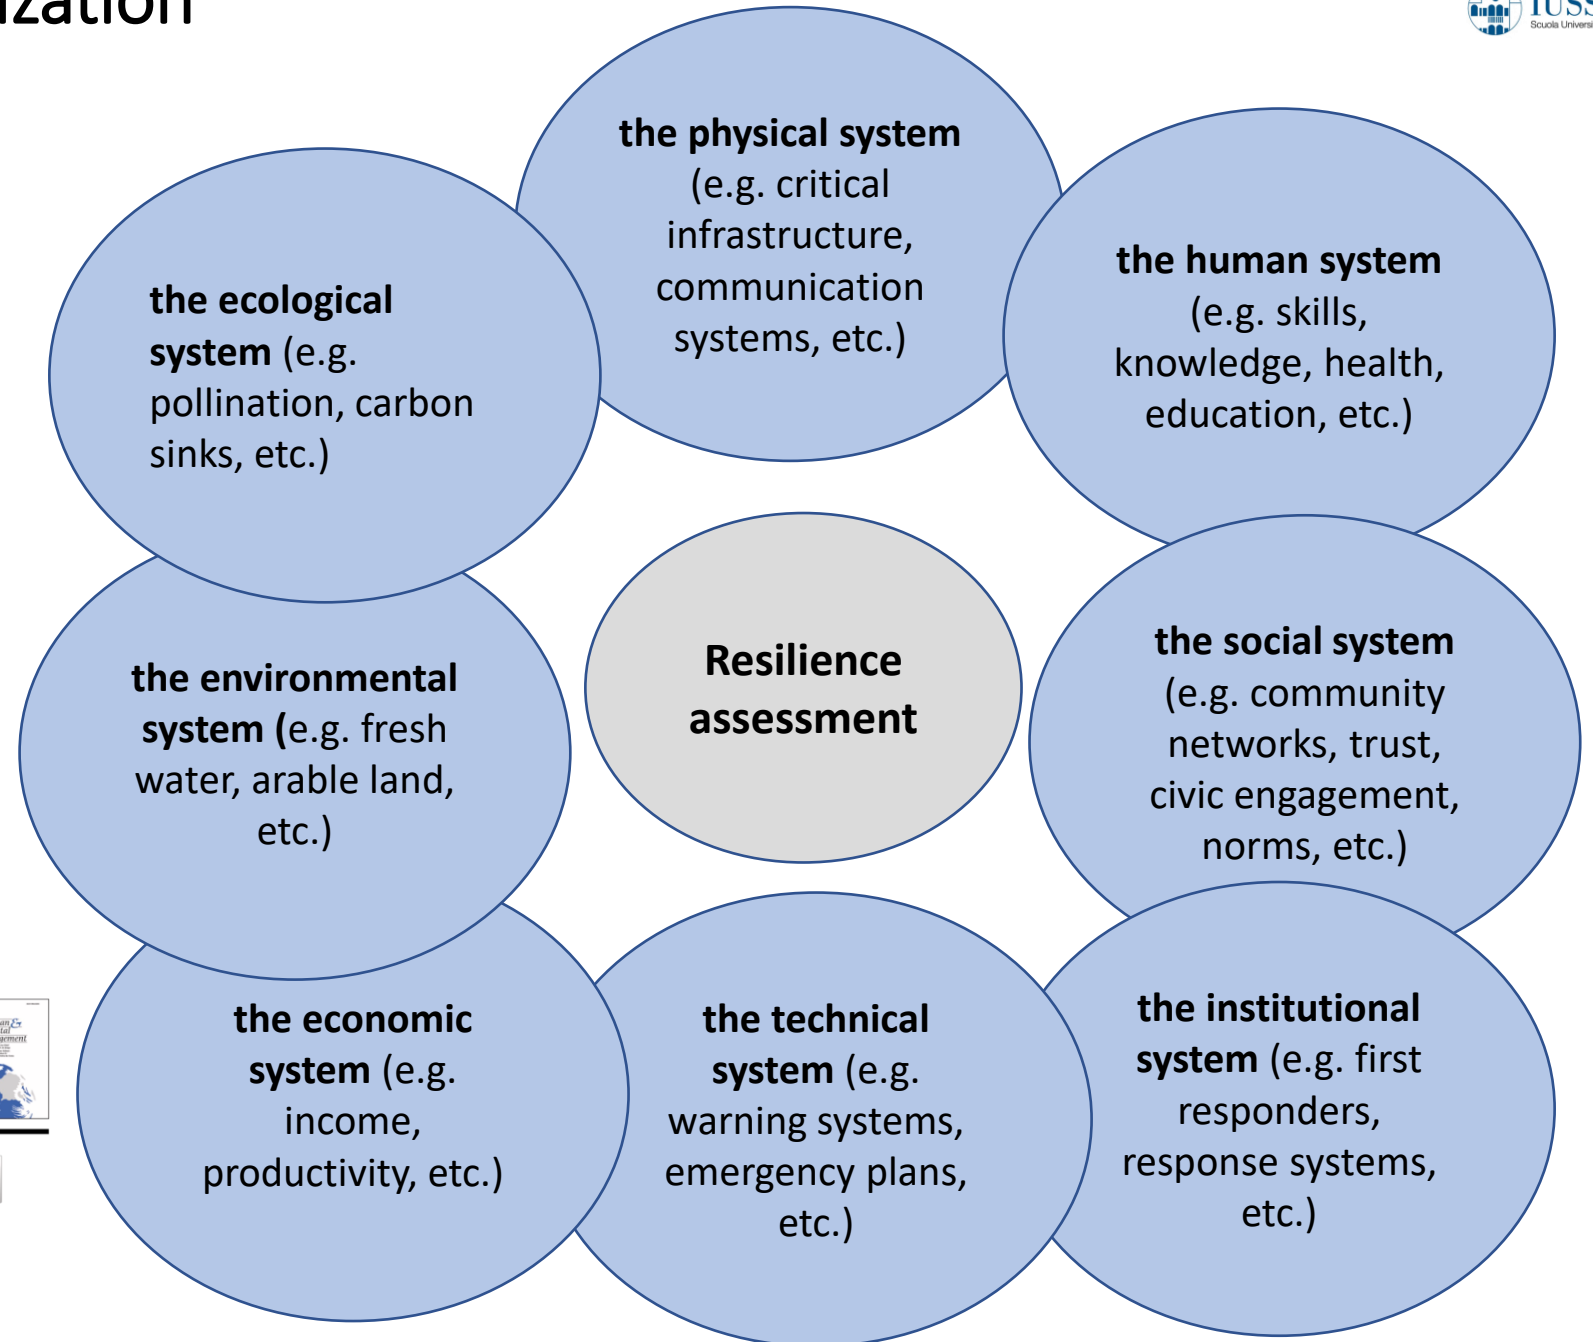 ization
IUSS
Scuola Universi
the physical system
(e.g. critical
infrastructure,
communication
systems, etc.)
the human system
(e.g. skills,
knowledge, health,
education, etc.)
the ecological
system (e.g.
pollination, carbon
sinks, etc.)
Resilience
assessment
the social system
(e.g. community
networks, trust,
civic engagement,
norms, etc.)
the environmental
system (e.g. fresh
water, arable land,
etc.)
the economic
system (e.g.
income,
productivity, etc.)
the technical
system (e.g.
warning systems,
emergency plans,
etc.)
the institutional
system (e.g. first
responders,
response systems,
etc.)